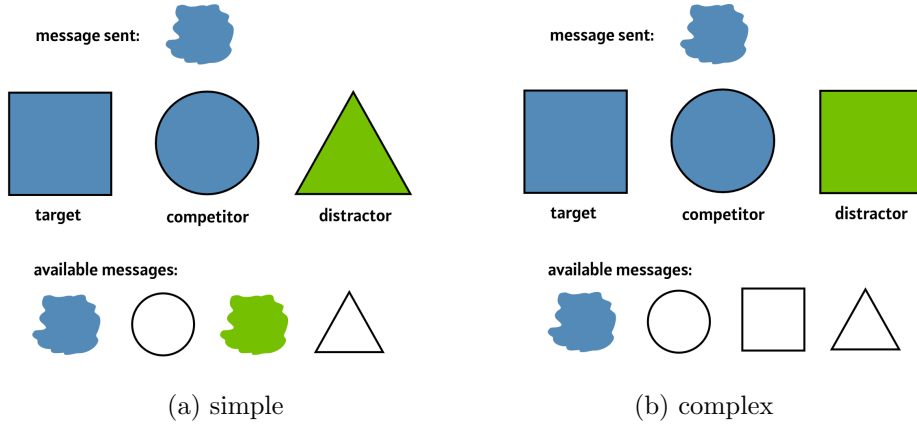 message sent:
target competitor distractor
available messages:
(a) simple
message sent:
target competitor distractor
available messages:
(b) complex